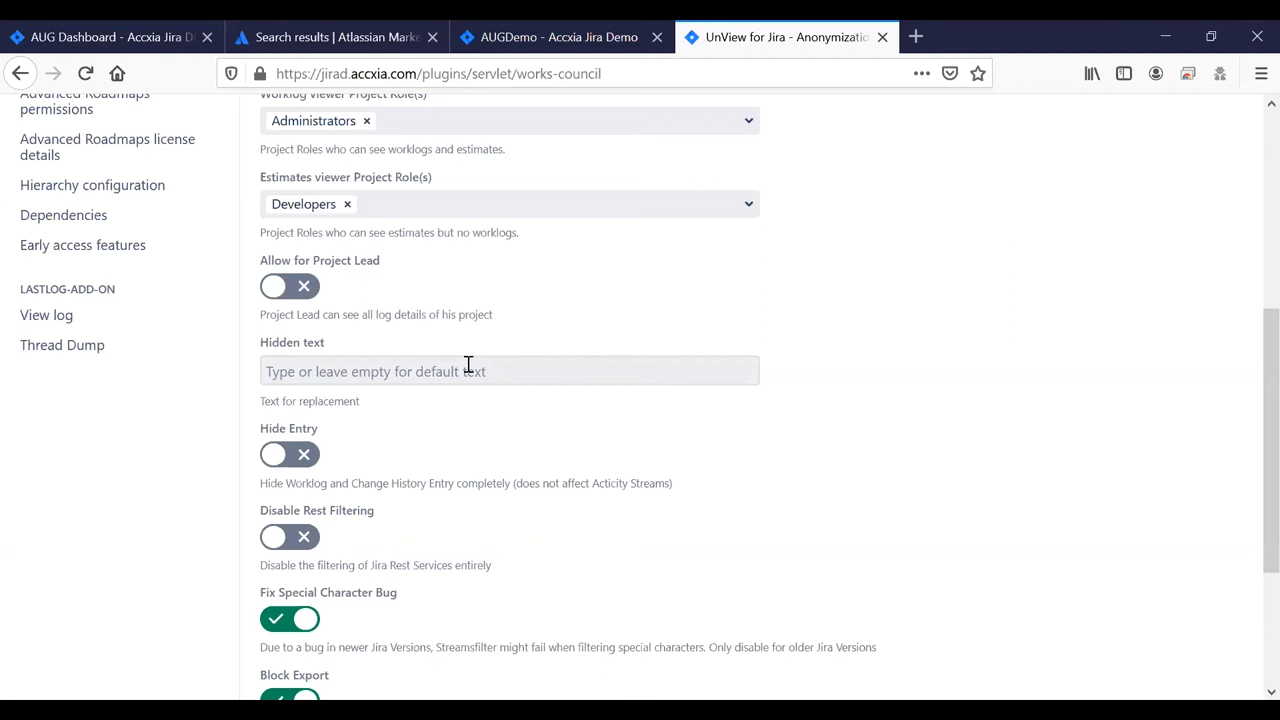 AUG Dashboard - Accxia Jira D
Search results | Atlassian Marke
AUGDemo - Accxia Jira Demo
UnView for Jira - Anonymizatio
https://jirad.accxia.com/plugins/servlet/works-council
Advanced Roadmaps
permissions
Advanced Roadmaps license
details
Hierarchy configuration
Dependencies
Early access features
LASTLOG-ADD-ON
View log
Thread Dump
Worklog viewer Project Role(s)
Administrators
Project Roles who can see worklogs and estimates.
Estimates viewer Project Role(s)
Developers
Project Roles who can see estimates but no worklogs.
Allow for Project Lead
Project Lead can see all log details of his project
Hidden text
Type or leave empty for default text
Text for replacement
Hide Entry
Hide Worklog and Change History Entry completely (does not affect Acticity Streams)
Disable Rest Filtering
Disable the filtering of Jira Rest Services entirely
Fix Special Character Bug
Due to a bug in newer Jira Versions, Streamsfilter might fail when filtering special characters. Only disable for older Jira Versions
Block Export